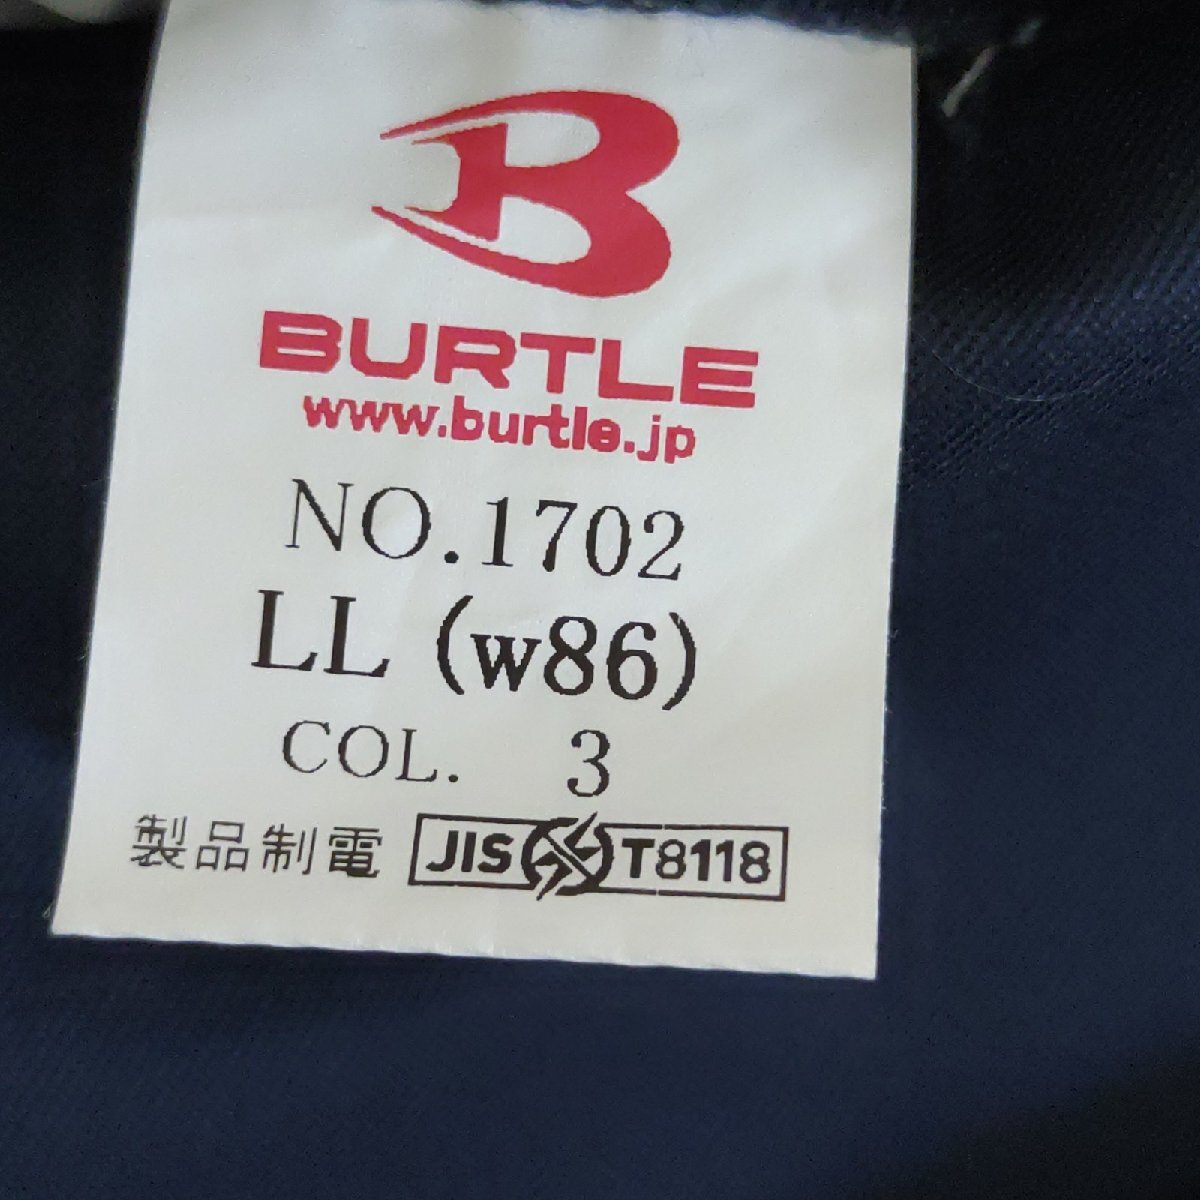 B
BURTLE
www.burtle.jp
NO.1702
LL (w86)
COL. 3
製品制電 JIS T8118